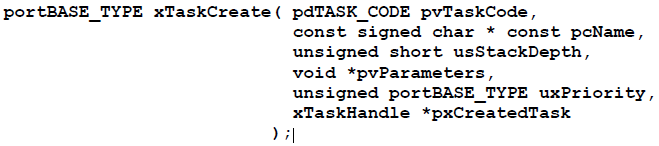 portBASE_TYPE xTaskCreate( pdTASK_CODE pvTaskCode,
const signed char * const pcName,
unsigned short usStackDepth,
void *pvParameters,
unsigned portBASE_TYPE uxPriority,
xTaskHandle *pxCreatedTask
);